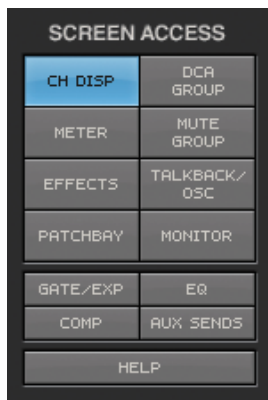 SCREEN ACCESS
CH DISP
DCA
GROUP
METER
MUTE
GROUP
EFFECTS
TALKBACK/
OSC
PATCHBAY
MONITOR
GATE/EXP
EQ
COMP
AUX SENDS
HELP